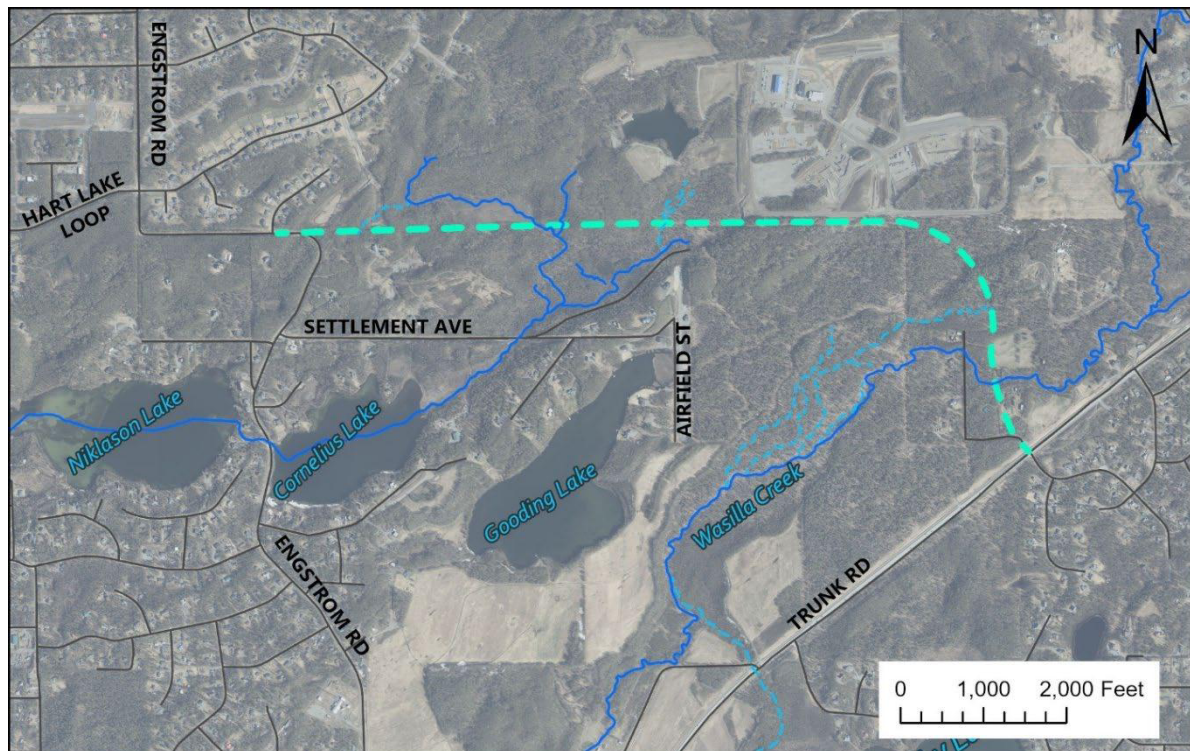 ENGSTROM RD
N
HART LAKE
LOOP
SETTLEMENT AVE
AIRFIELD ST
Niklason Lake
Cornelius Lake
Gooding Lake
Wasilla Creek
ENGSTROM RD
TRUNK RD
0 1,000 2,000 Feet